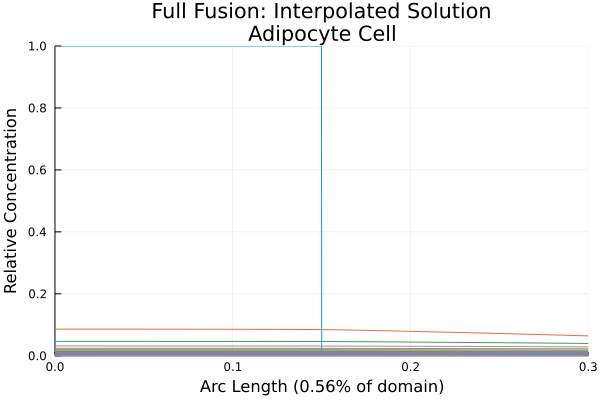 Full Fusion: Interpolated Solution
Adipocyte Cell
Relative Concentration
1.0
0.8
0.6
0.4
0.2
0.0
0.0 0.1 0.2 0.3
Arc Length (0.56% of domain)